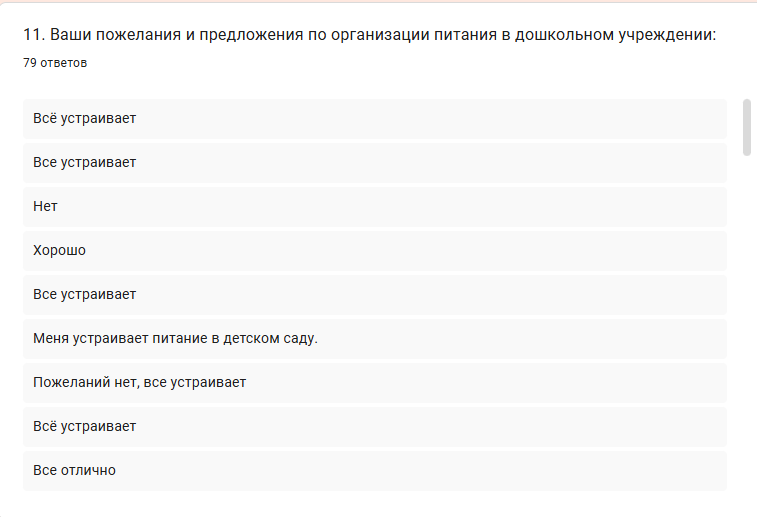 11. Ваши пожелания и предложения по организации питания в дошкольном учреждении:
79 ответов
Всё устраивает
Все устраивает
Нет
Хорошо
Все устраивает
Меня устраивает питание в детском саду.
Пожеланий нет, все устраивает
Всё устраивает
Все отлично